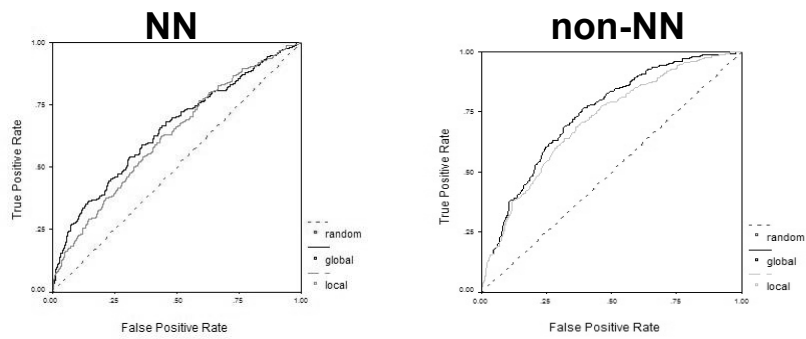 NN
1.00
.75
.50
.25
0.00
0.00
.25
.50
.75
1.00
True Positive Rate
False Positive Rate
random
global
local
non-NN
1.00
.75
.50
.25
0.00
0.00
.25
.50
.75
1.00
True Positive Rate
False Positive Rate
random
global
local